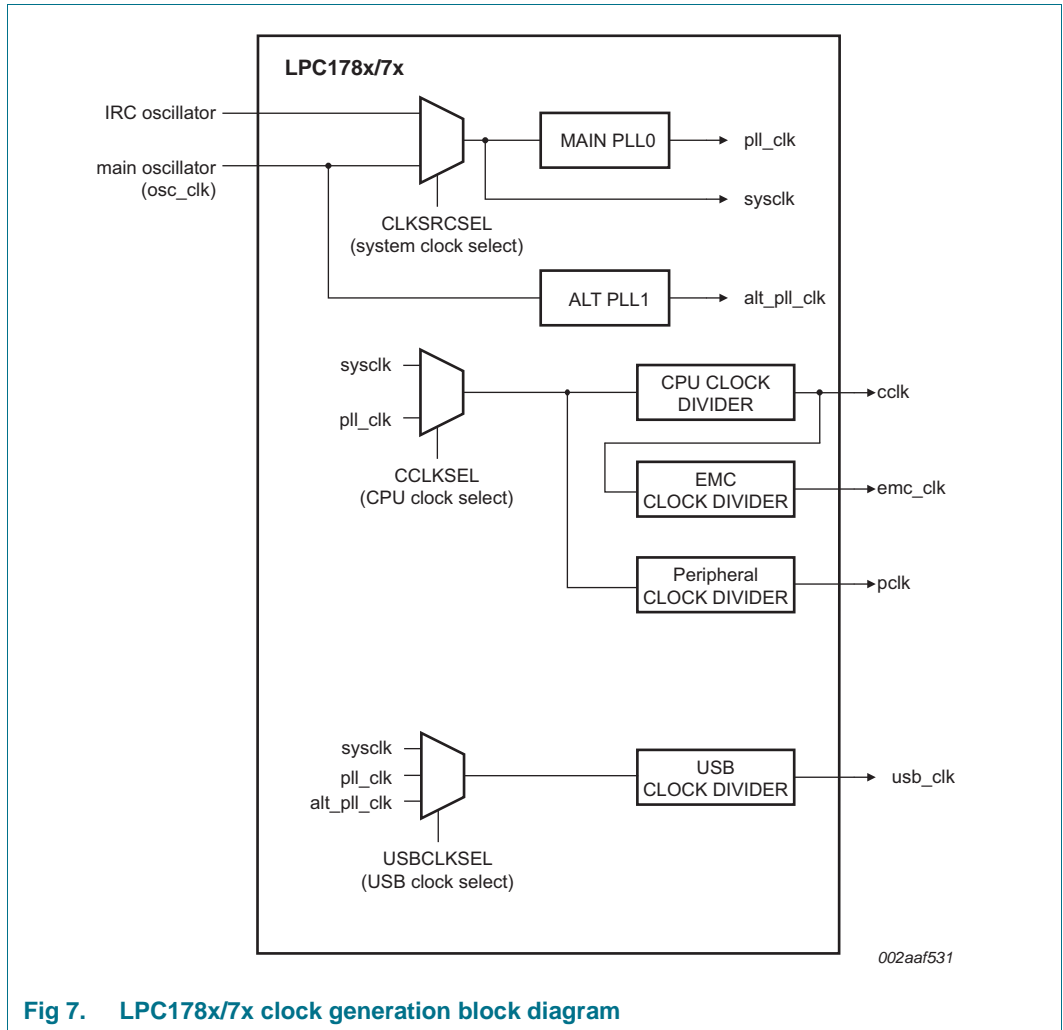 LPC178x/7x
IRC oscillator
main oscillator
(osc_clk)
MAIN PLL0
pll_clk
sysclk
CLKSRCSEL
(system clock select)
ALT PLL1
alt_pll_clk
sysclk
pll_clk
CCLKSEL
(CPU clock select)
CPU CLOCK
DIVIDER
cclk
EMC
CLOCK DIVIDER
emc_clk
Peripheral
CLOCK DIVIDER
pclk
sysclk
pll_clk
alt_pll_clk
USBCLKSEL
(USB clock select)
USB
CLOCK DIVIDER
usb_clk
002aaf531
Fig 7. LPC178x/7x clock generation block diagram